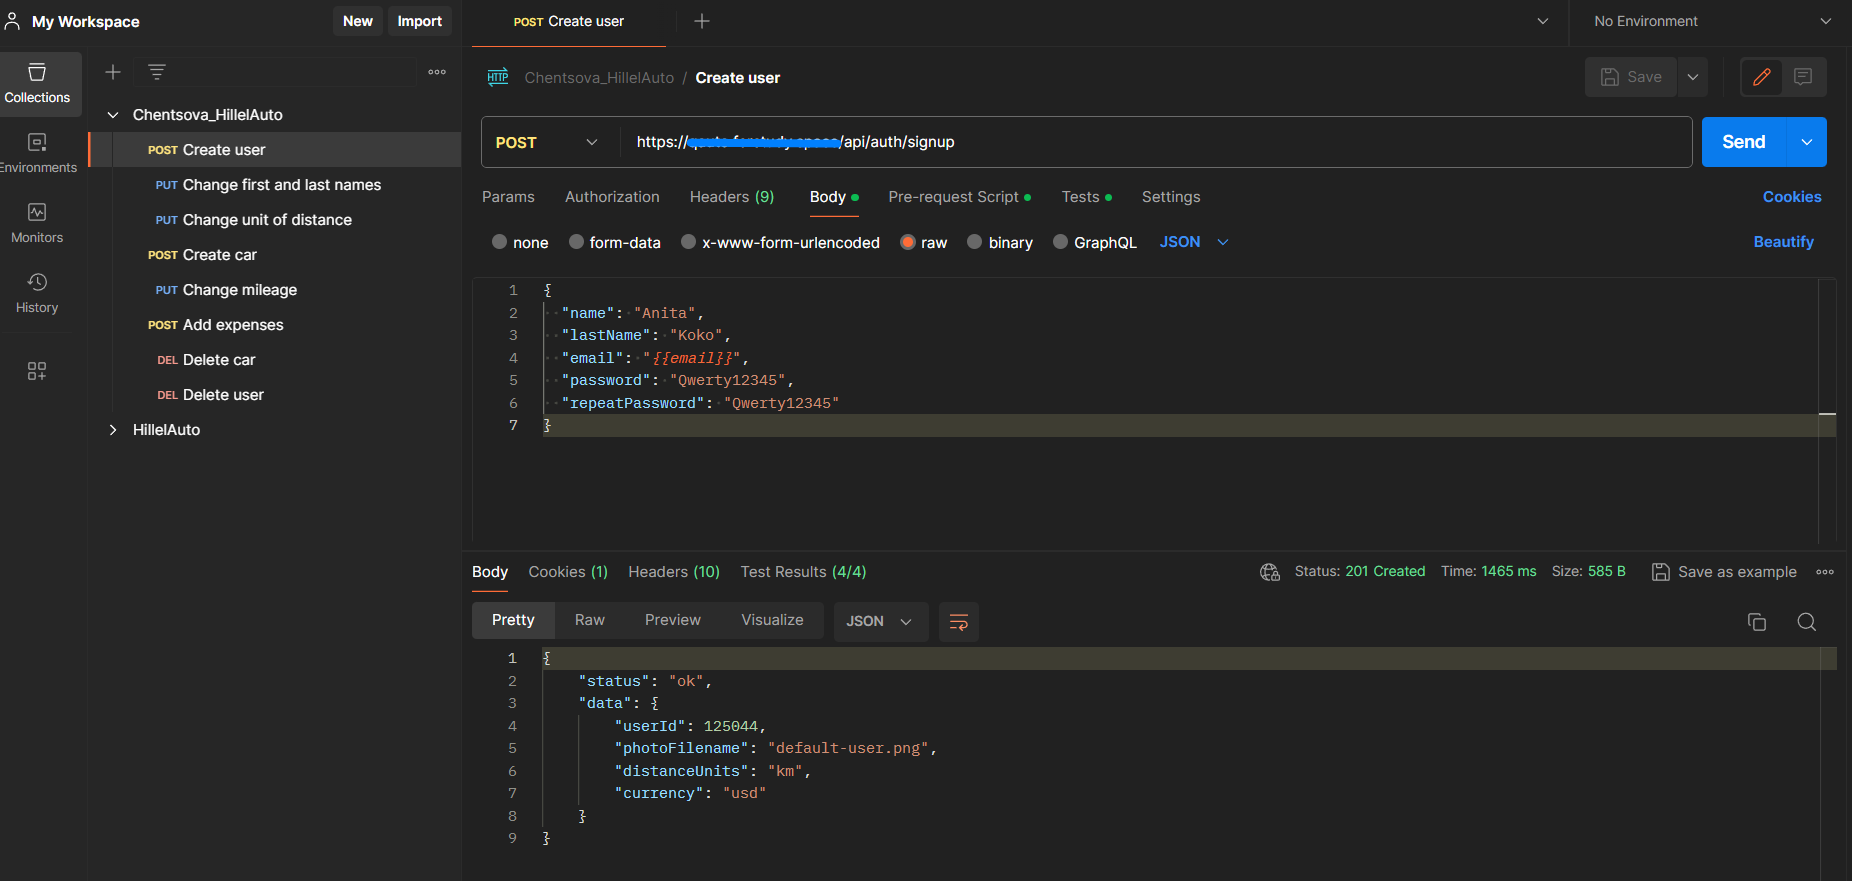 My Workspace
New
Import
POST Create user
No Environment
Collections
Environments
Monitors
History
Chentsova_HillelAuto
POST Create user
PUT Change first and last names
PUT Change unit of distance
POST Create car
PUT Change mileage
POST Add expenses
DEL Delete car
DEL Delete user
HillelAuto
HTTP Chentsova_HillelAuto / Create user
Save
POST
https:// /api/auth/signup
Send
Params Authorization Headers (9) Body Pre-request Script Tests Settings
Cookies
none form-data x-www-form-urlencoded raw binary GraphQL JSON
Beautify
1 {
2 "name": "Anita",
3 "lastName": "Koko",
4 "email": "{{email}}",
5 "password": "Qwerty12345",
6 "repeatPassword": "Qwerty12345"
7 }
Body Cookies (1) Headers (10) Test Results (4/4)
Status: 201 Created Time: 1465 ms Size: 585 B
Save as example
Pretty Raw Preview Visualize JSON
1 {
2 "status": "ok",
3 "data": {
4 "userId": 125044,
5 "photoFilename": "default-user.png",
6 "distanceUnits": "km",
7 "currency": "usd"
8 }
9 }